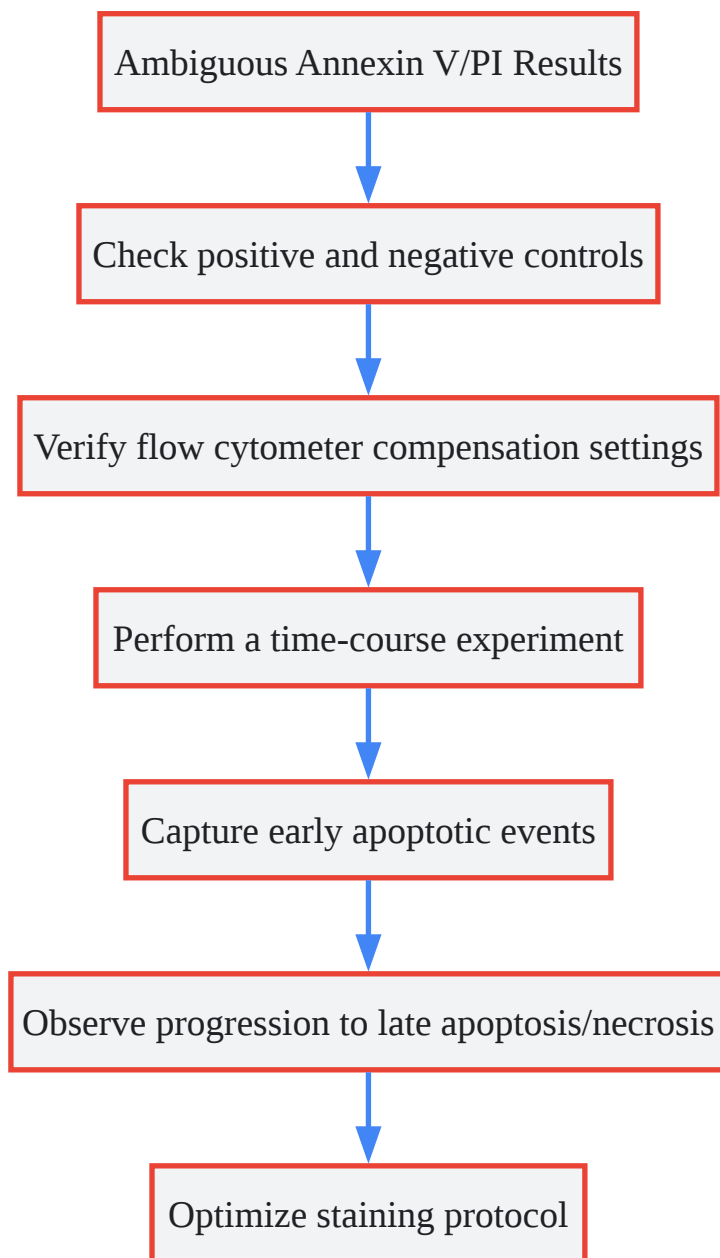 Ambiguous Annexin V/PI Results
Check positive and negative controls
Verify flow cytometer compensation settings
Perform a time-course experiment
Capture early apoptotic events
Observe progression to late apoptosis/necrosis
Optimize staining protocol